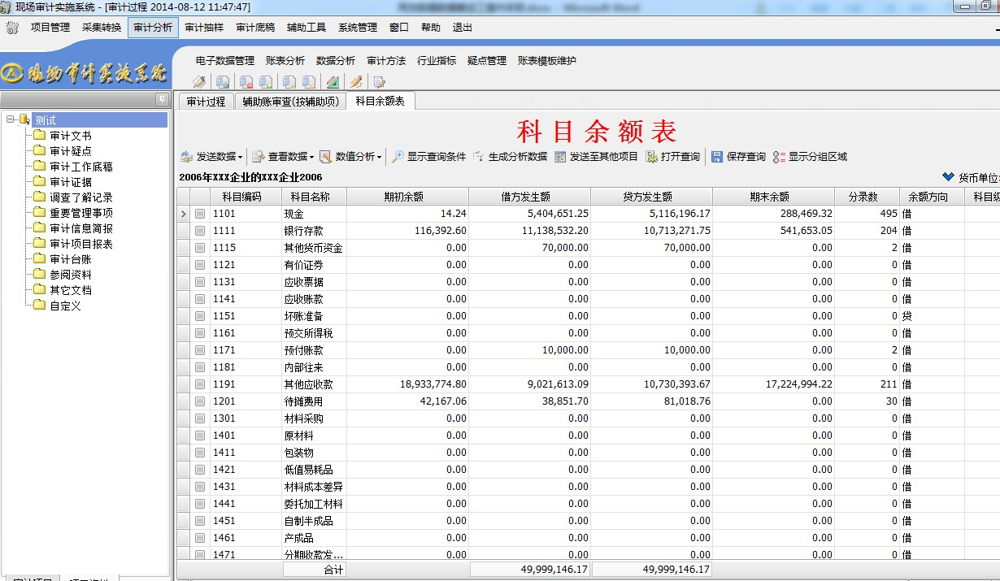 现场审计实施系统 - [审计过程 2014-08-12 11:47:47]
项目管理 采集转换 审计分析 审计抽样 审计底稿 辅助工具 系统管理 窗口 帮助 退出
现场审计实施系统
电子数据管理 账表分析 数据分析 审计方法 行业指标 疑点管理 账表模板维护
审计过程 辅助账审查(按辅助项) 科目余额表
测试
审计文书
审计疑点
审计工作底稿
审计证据
调查了解记录
重要管理事项
审计信息简报
审计项目报表
审计台账
参阅资料
其它文档
自定义
科目余额表
发送数据 查看数据 数值分析 显示查询条件 生成分析数据 发送至其他项目 打开查询 保存查询 显示分组区域
2006年XXX企业的XXX企业2006 货币单位:
科目编码 科目名称 期初余额 借方发生额 贷方发生额 期末余额 分录数 余额方向 科目级
1101 现金 14.24 5,404,651.25 5,116,196.17 288,469.32 495 借
1111 银行存款 116,392.60 11,138,532.20 10,713,271.75 541,653.05 204 借
1115 其他货币资金 0.00 70,000.00 70,000.00 0.00 2 借
1121 有价证券 0.00 0.00 0.00 0.00 0 借
1131 应收票据 0.00 0.00 0.00 0.00 0 借
1141 应收账款 0.00 0.00 0.00 0.00 0 借
1151 坏账准备 0.00 0.00 0.00 0.00 0 贷
1161 预交所得税 0.00 0.00 0.00 0.00 0 借
1171 预付账款 0.00 10,000.00 10,000.00 0.00 2 借
1181 内部往来 0.00 0.00 0.00 0.00 0 借
1191 其他应收款 18,933,774.80 9,021,613.09 10,730,393.67 17,224,994.22 211 借
1201 待摊费用 42,167.06 38,851.70 81,018.76 0.00 30 借
1301 材料采购 0.00 0.00 0.00 0.00 0 借
1401 原材料 0.00 0.00 0.00 0.00 0 借
1411 包装物 0.00 0.00 0.00 0.00 0 借
1421 低值易耗品 0.00 0.00 0.00 0.00 0 借
1431 材料成本差异 0.00 0.00 0.00 0.00 0 借
1441 委托加工材料 0.00 0.00 0.00 0.00 0 借
1451 自制半成品 0.00 0.00 0.00 0.00 0 借
1461 产成品 0.00 0.00 0.00 0.00 0 借
1471 分期收款发... 0.00 0.00 0.00 0.00 0 借
合计 49,999,146.17 49,999,146.17